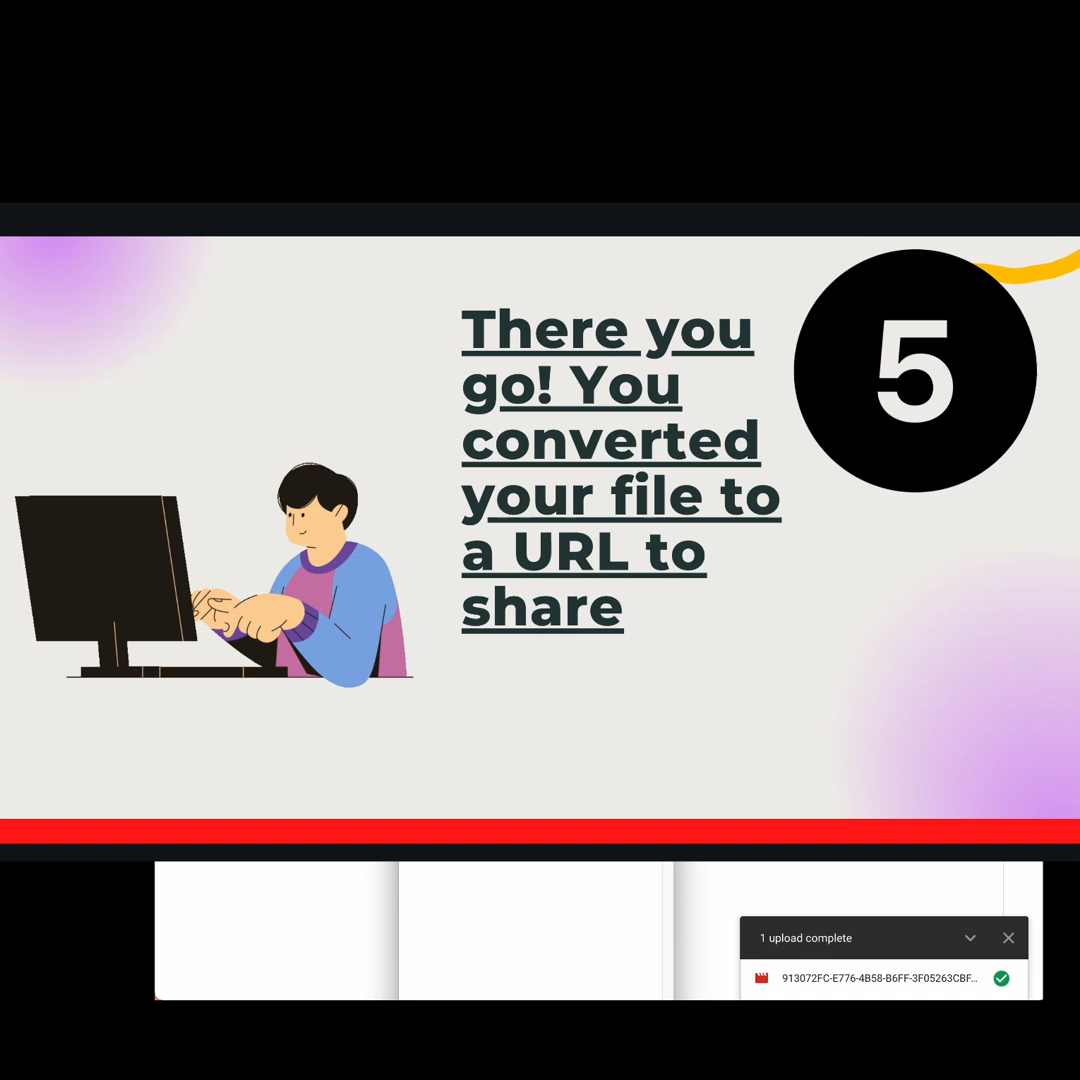 There you
go! You
converted
your file to
a URL to
share
5
1 upload complete
913072FC-E776-4B58-B6FF-3F05263CBF...